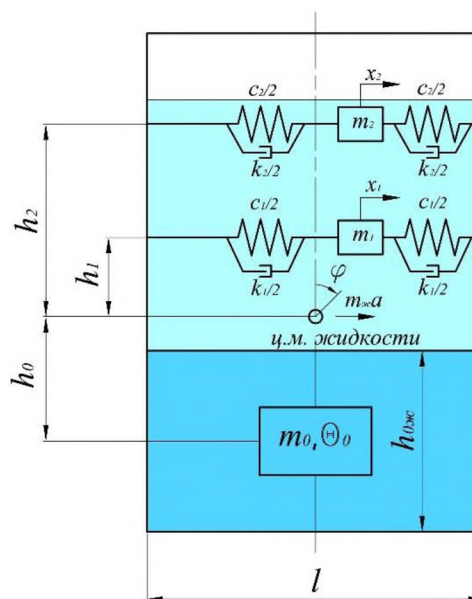 x₂
c₂/2 c₂/2
m₂
k₂/2 k₂/2
h₂
x₁
c₁/2 c₁/2
m₁
h₁
k₁/2 k₁/2
φ
mжa
ц.м. жидкости
h₀
m₀, Θ₀
h₀ж
l